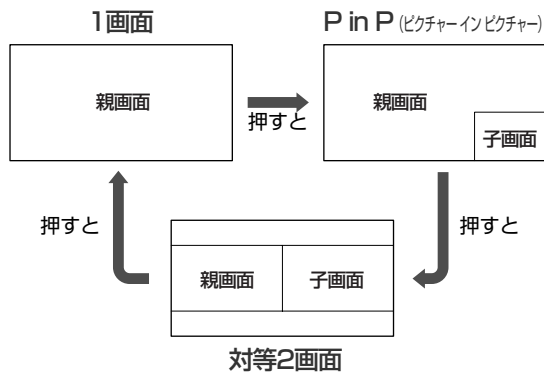 1画面
P in P (ピクチャーインピクチャー)
親画面
押すと
親画面
子画面
押すと
押すと
親画面
子画面
対等2画面